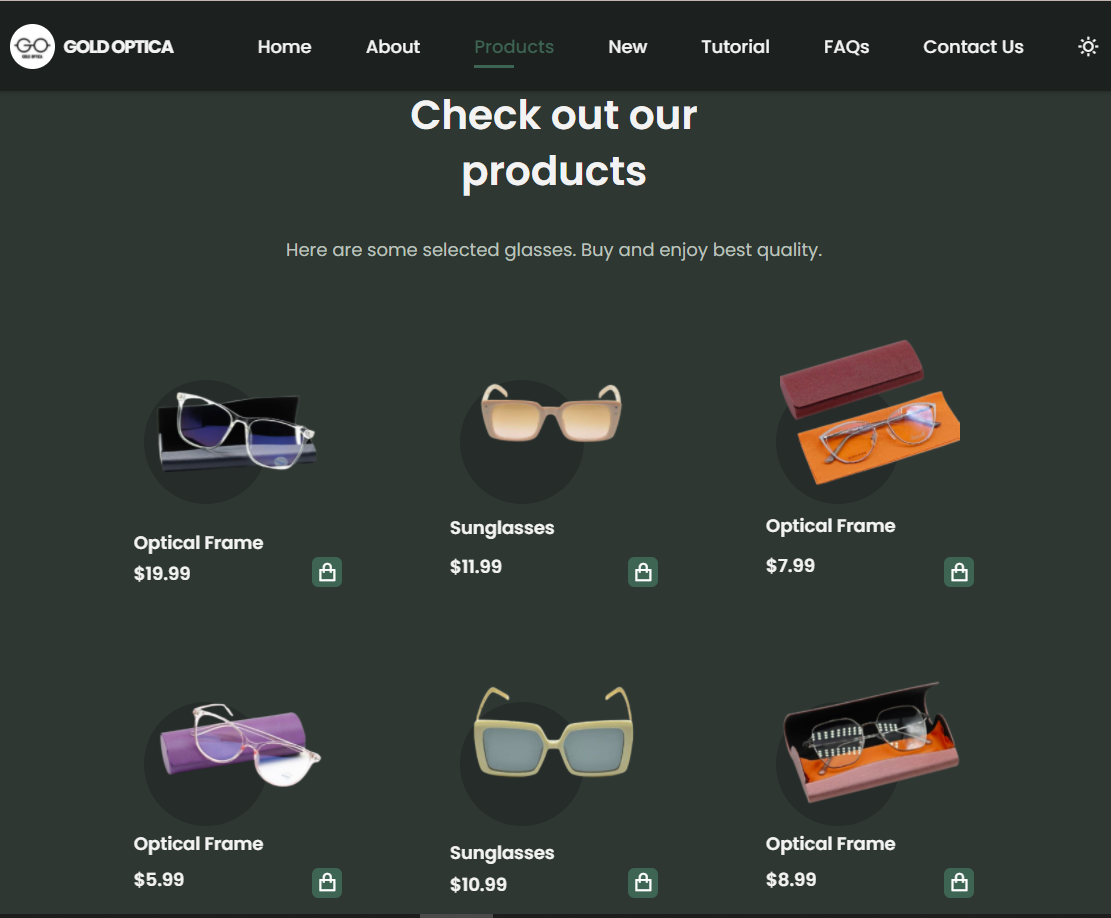 GO
GOLD OPTICA
Home
About
Products
New
Tutorial
FAQs
Contact Us
Check out our
products
Here are some selected glasses. Buy and enjoy best quality.
Optical Frame
$19.99
Sunglasses
$11.99
Optical Frame
$7.99
Optical Frame
$5.99
Sunglasses
$10.99
Optical Frame
$8.99